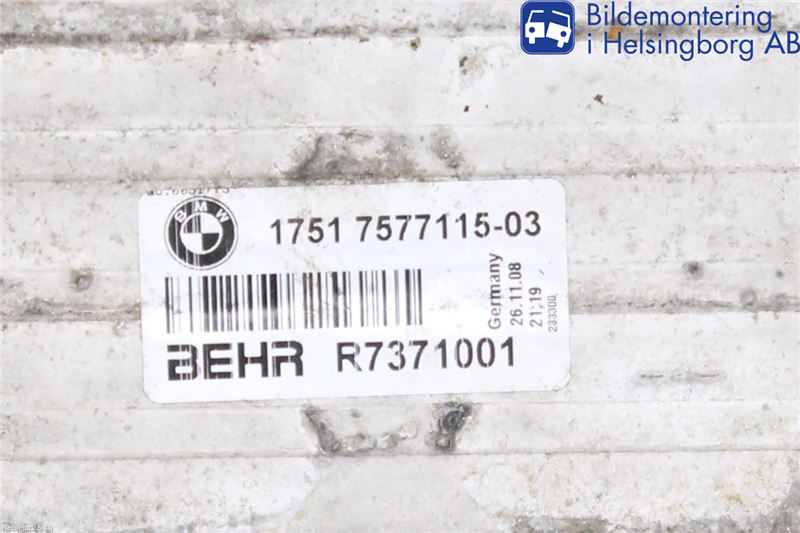 Bildemontering
i Helsingborg AB
BMW
1751 7577115-03
Germany
26.11.08
21:19
233300
BEHR R7371001